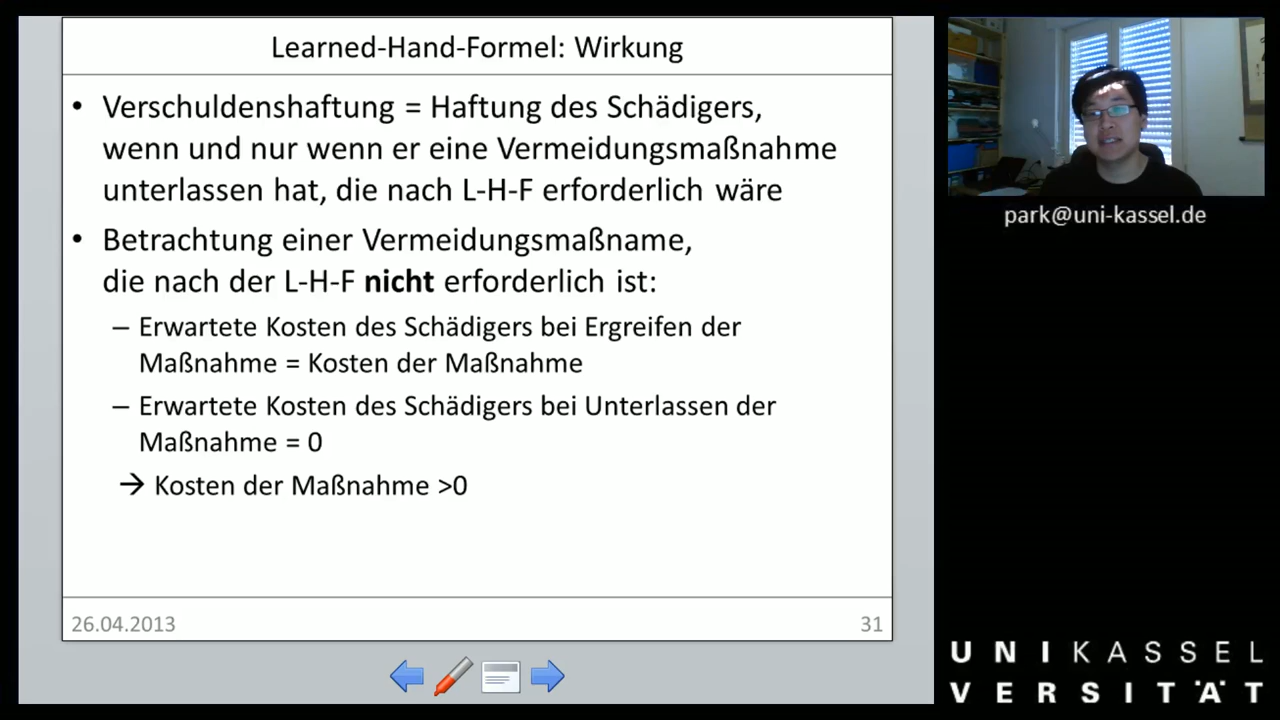 Learned-Hand-Formel: Wirkung
• Verschuldenshaftung = Haftung des Schädigers,
wenn und nur wenn er eine Vermeidungsmaßnahme
unterlassen hat, die nach L-H-F erforderlich wäre
• Betrachtung einer Vermeidungsmaßname,
die nach der L-H-F nicht erforderlich ist:
– Erwartete Kosten des Schädigers bei Ergreifen der
Maßnahme = Kosten der Maßnahme
– Erwartete Kosten des Schädigers bei Unterlassen der
Maßnahme = 0
→ Kosten der Maßnahme >0
26.04.2013
31
park@uni-kassel.de
UNIKASSEL
VERSITÄT